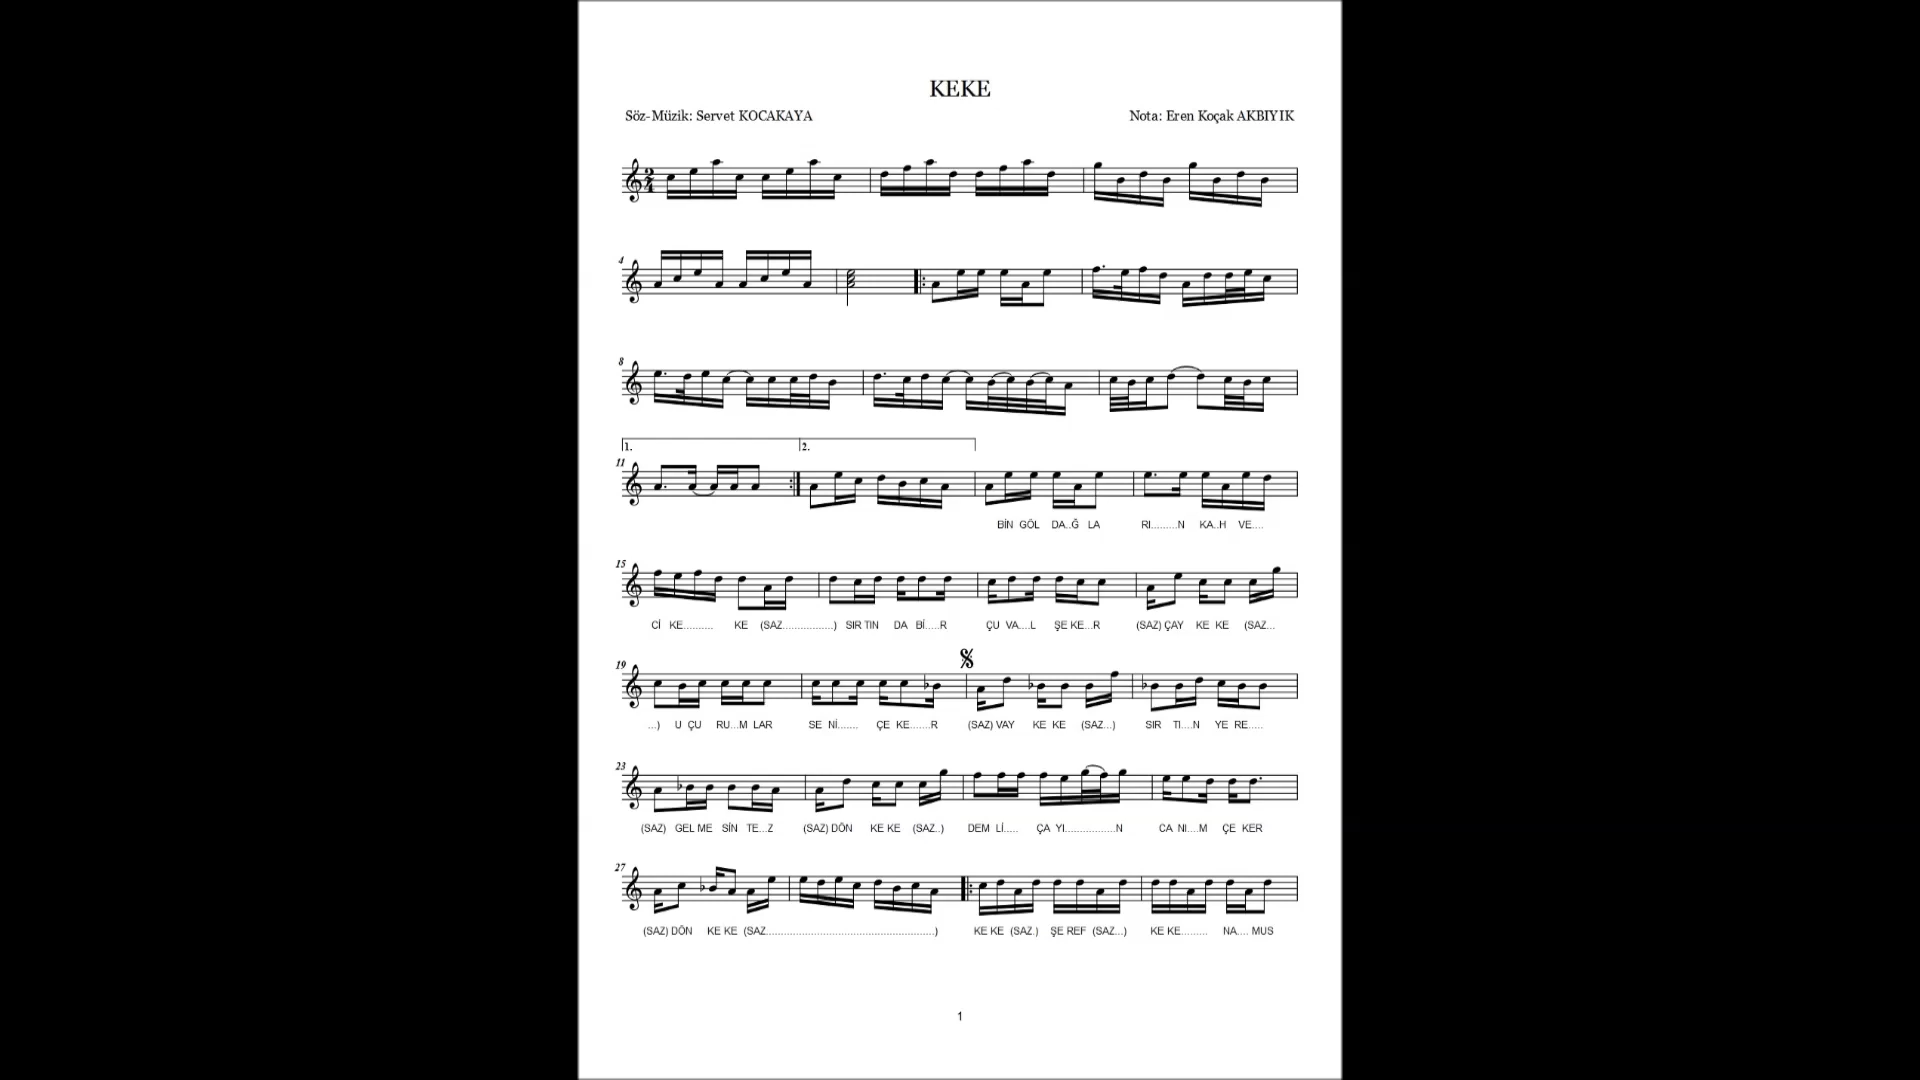 KEKE
Söz-Müzik: Servet KOCAKAYA Nota: Eren Koçak AKBIYIK
2
4
4
8
1. 2.
11
BİN GÖL DA..Ğ LA RI.........N KA..H VE....
15
Cİ KE.......... KE (SAZ.................) SIR TIN DA Bİ.....R ÇU VA....L ŞE KE...R (SAZ) ÇAY KE KE (SAZ...
19
...) U ÇU RU...M LAR SE Nİ....... ÇE KE.......R (SAZ) VAY KE KE (SAZ...) SIR TI....N YE RE.....
23
(SAZ) GEL ME SİN TE...Z (SAZ) DÖN KE KE (SAZ..) DEM Lİ..... ÇA YI.................N CA NI....M ÇE KER
27
(SAZ) DÖN KE KE (SAZ.........................................................) KE KE (SAZ.) ŞE REF (SAZ...) KE KE......... NA.... MUS
1